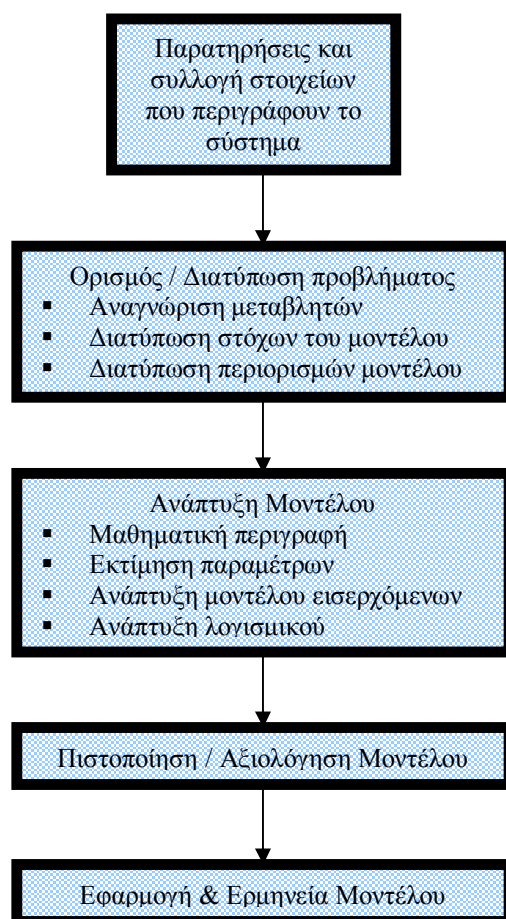 Παρατηρήσεις και
συλλογή στοιχείων
που περιγράφουν το
σύστημα
Ορισμός / Διατύπωση προβλήματος
▪ Αναγνώριση μεταβλητών
▪ Διατύπωση στόχων του μοντέλου
▪ Διατύπωση περιορισμών μοντέλου
Ανάπτυξη Μοντέλου
▪ Μαθηματική περιγραφή
▪ Εκτίμηση παραμέτρων
▪ Ανάπτυξη μοντέλου εισερχόμενων
▪ Ανάπτυξη λογισμικού
Πιστοποίηση / Αξιολόγηση Μοντέλου
Εφαρμογή & Ερμηνεία Μοντέλου